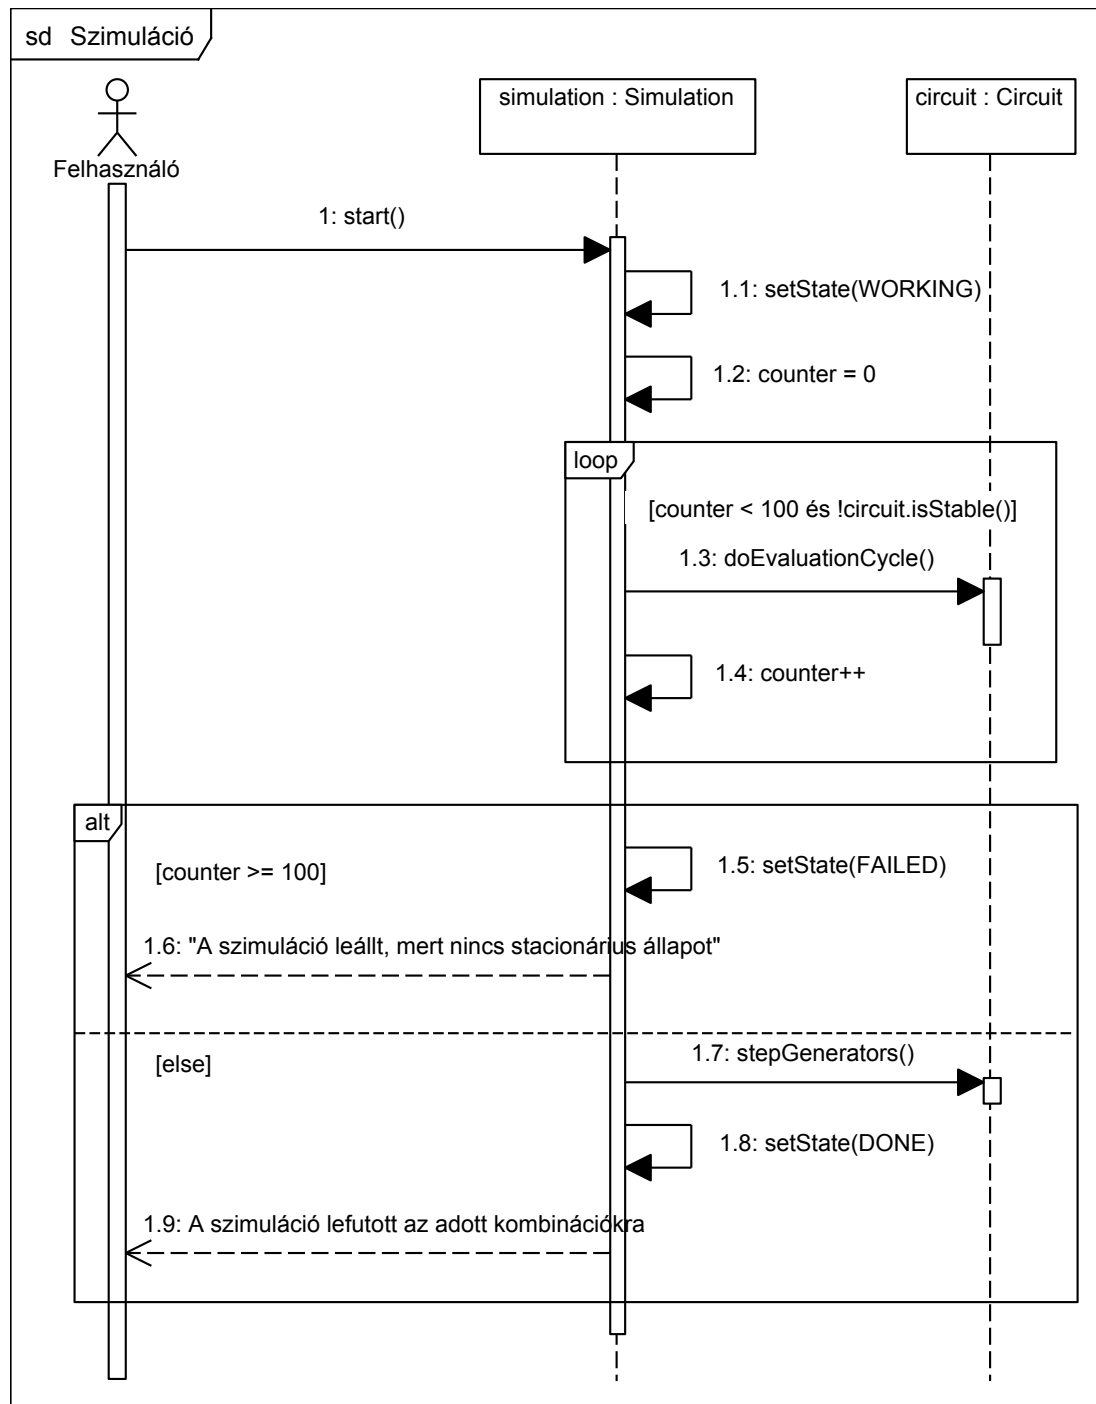 sd Szimuláció
simulation : Simulation
circuit : Circuit
Felhasználó
1: start()
1.1: setState(WORKING)
1.2: counter = 0
loop
[counter < 100 és !circuit.isStable()]
1.3: doEvaluationCycle()
1.4: counter++
alt
[counter >= 100]
1.5: setState(FAILED)
1.6: "A szimuláció leállt, mert nincs stacionárius állapot"
[else]
1.7: stepGenerators()
1.8: setState(DONE)
1.9: A szimuláció lefutott az adott kombinációkra